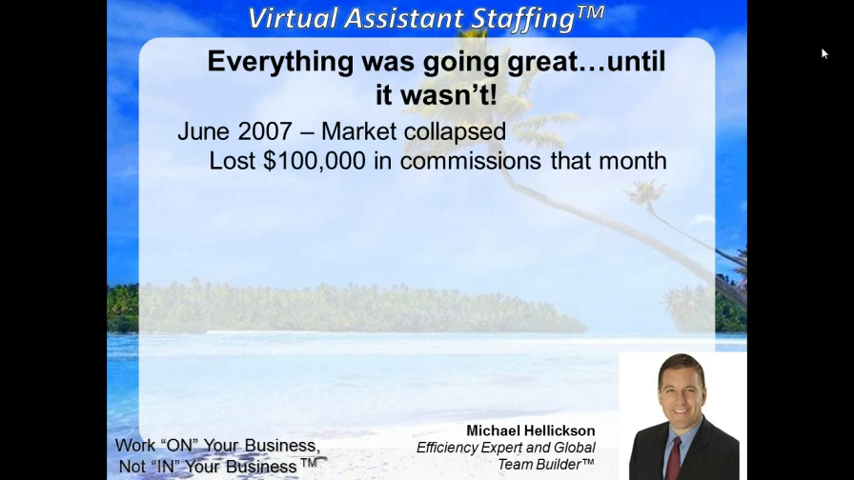 Virtual Assistant Staffing™
Everything was going great…until
it wasn’t!
June 2007 – Market collapsed
Lost $100,000 in commissions that month
Michael Hellickson
Efficiency Expert and Global
Team Builder™
Work “ON” Your Business,
Not “IN” Your Business™